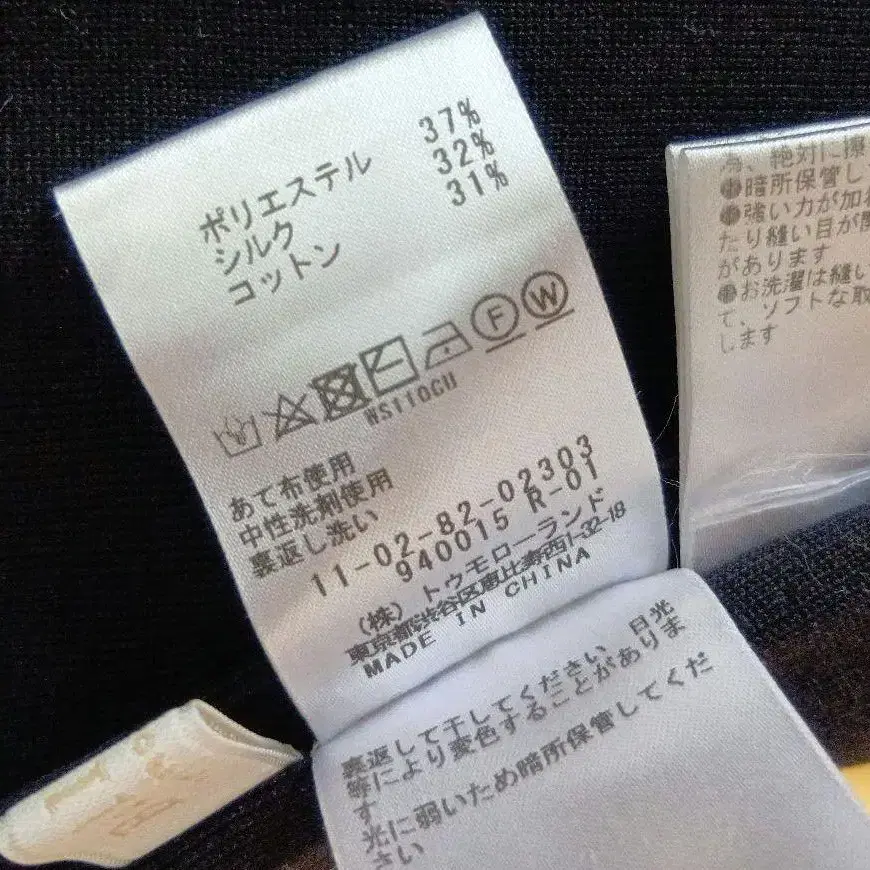 ポリエステル 37%
シルク 32%
コットン 31%
F W
NS110CU
あて布使用
中性洗剤使用
裏返し洗い
11-02-82-02303
940015 R-01
(株) トゥモローランド
東京都渋谷区恵比寿西1-32-18
MADE IN CHINA
裏返して干してください。日光
等により変色することがありま
す
光に弱いため暗所保管してくだ
さい
為、絶対に擦
●暗所保管し
●強い力が加
たり縫い目が
があります
●お洗濯は縫い
て、ソフトな取
します